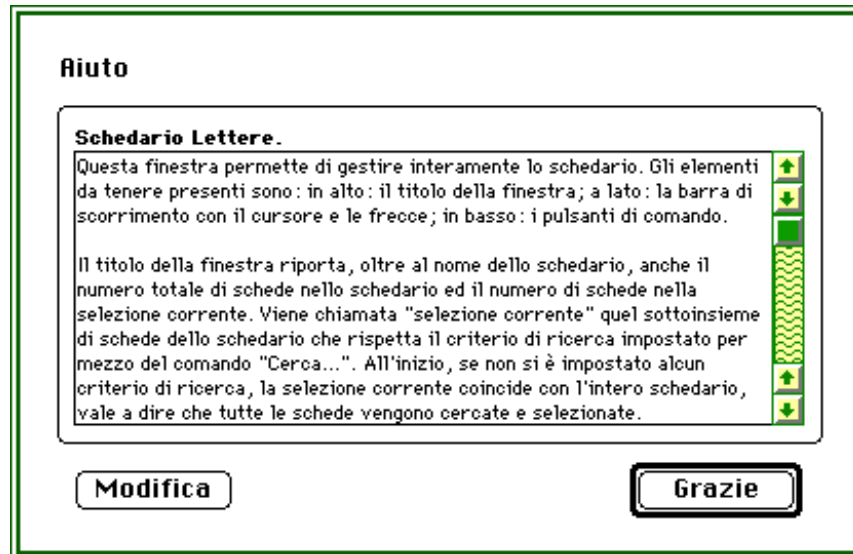 Aiuto
Schedario Lettere.
Questa finestra permette di gestire interamente lo schedario. Gli elementi
da tenere presenti sono: in alto: il titolo della finestra; a lato: la barra di
scorrimento con il cursore e le frecce; in basso: i pulsanti di comando.
Il titolo della finestra riporta, oltre al nome dello schedario, anche il
numero totale di schede nello schedario ed il numero di schede nella
selezione corrente. Viene chiamata "selezione corrente" quel sottoinsieme
di schede dello schedario che rispetta il criterio di ricerca impostato per
mezzo del comando "Cerca...". All'inizio, se non si è impostato alcun
criterio di ricerca, la selezione corrente coincide con l'intero schedario,
vale a dire che tutte le schede vengono cercate e selezionate.
Modifica
Grazie